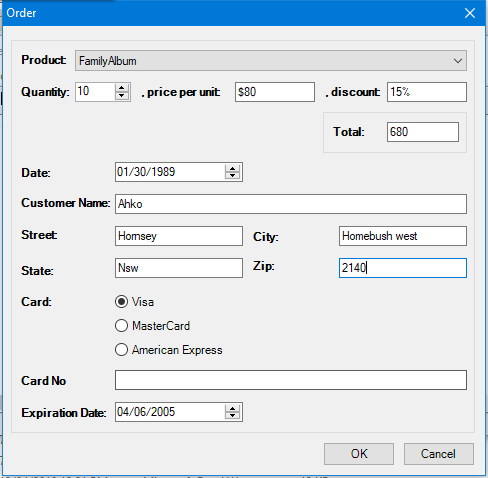 Order
Product: FamilyAlbum
Quantity: 10 , price per unit: $80 , discount: 15%
Total: 680
Date: 01/30/1989
Customer Name: Ahko
Street: Hornsey City: Homebush west
State: Nsw Zip: 2140
Card: Visa
MasterCard
American Express
Card No
Expiration Date: 04/06/2005
OK Cancel